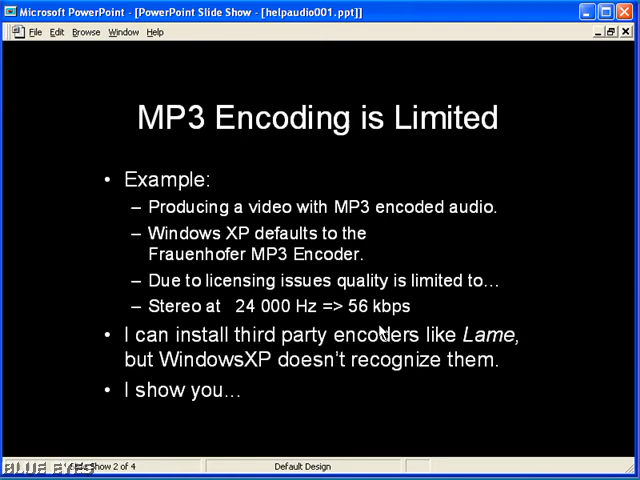 Microsoft PowerPoint - [PowerPoint Slide Show - [helpaudio001.ppt]]
File Edit Browse Window Help
MP3 Encoding is Limited
• Example:
– Producing a video with MP3 encoded audio.
– Windows XP defaults to the
Frauenhofer MP3 Encoder.
– Due to licensing issues quality is limited to…
– Stereo at 24 000 Hz => 56 kbps
• I can install third party encoders like Lame,
but WindowsXP doesn't recognize them.
• I show you...
BLUE EYES
Slide Show 2 of 4 Default Design